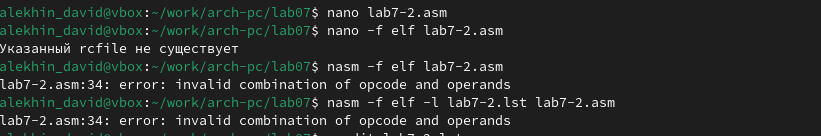 alekhin_david@vbox:~/work/arch-pc/lab07$ nano lab7-2.asm
alekhin_david@vbox:~/work/arch-pc/lab07$ nano -f elf lab7-2.asm
Указанный rcfile не существует
alekhin_david@vbox:~/work/arch-pc/lab07$ nasm -f elf lab7-2.asm
lab7-2.asm:34: error: invalid combination of opcode and operands
alekhin_david@vbox:~/work/arch-pc/lab07$ nasm -f elf -l lab7-2.lst lab7-2.asm
lab7-2.asm:34: error: invalid combination of opcode and operands